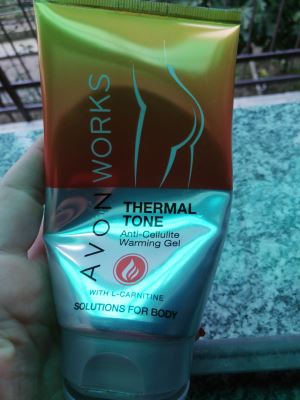 AVON WORKS
THERMAL
TONE
Anti-Cellulite
Warming Gel
WITH L-CARNITINE
SOLUTIONS FOR BODY